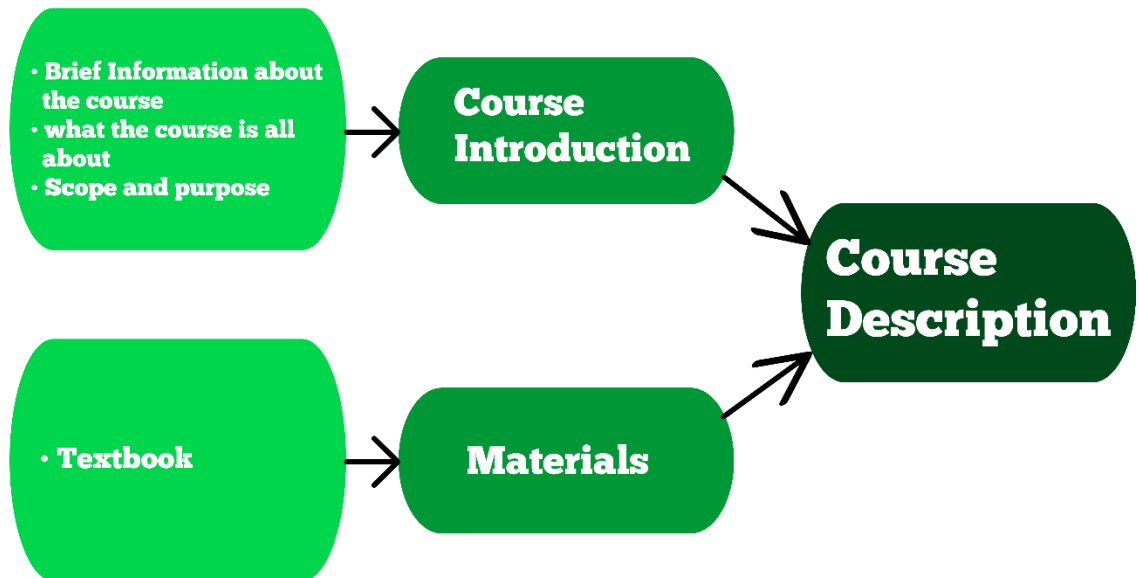 · Brief Information about
the course
· what the course is all
about
· Scope and purpose
Course
Introduction
Course
Description
· Textbook
Materials